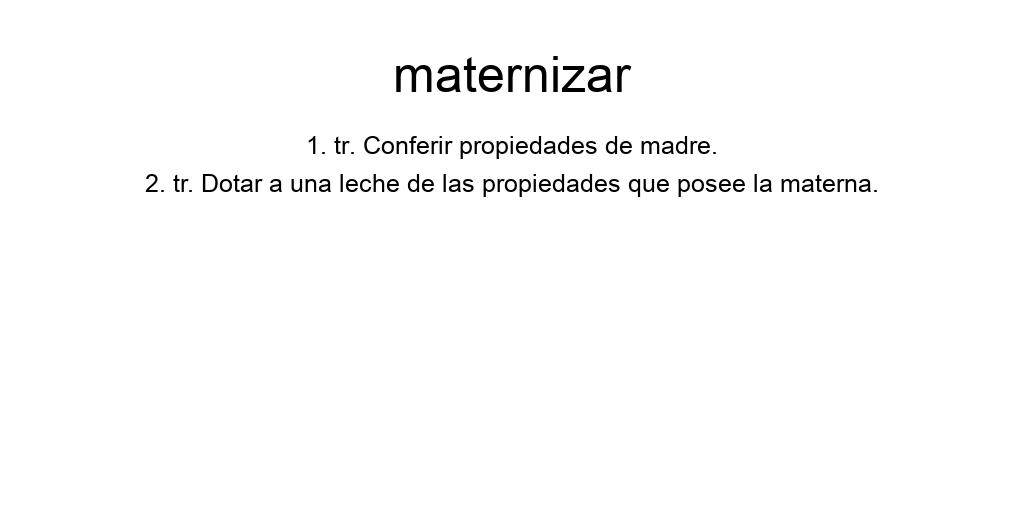 maternizar
1. tr. Conferir propiedades de madre.
2. tr. Dotar a una leche de las propiedades que posee la materna.